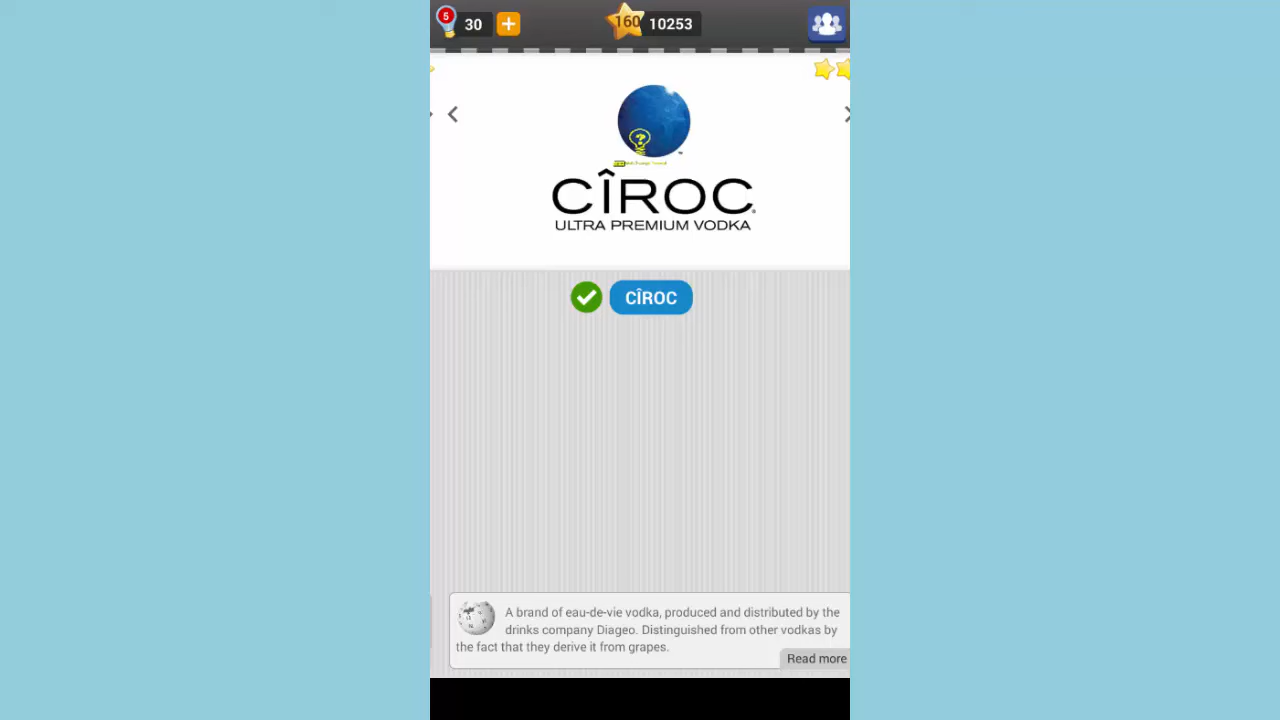 5
30
160
10253
CÎROC
ULTRA PREMIUM VODKA
CÎROC
A brand of eau-de-vie vodka, produced and distributed by the
drinks company Diageo. Distinguished from other vodkas by
the fact that they derive it from grapes.
Read more